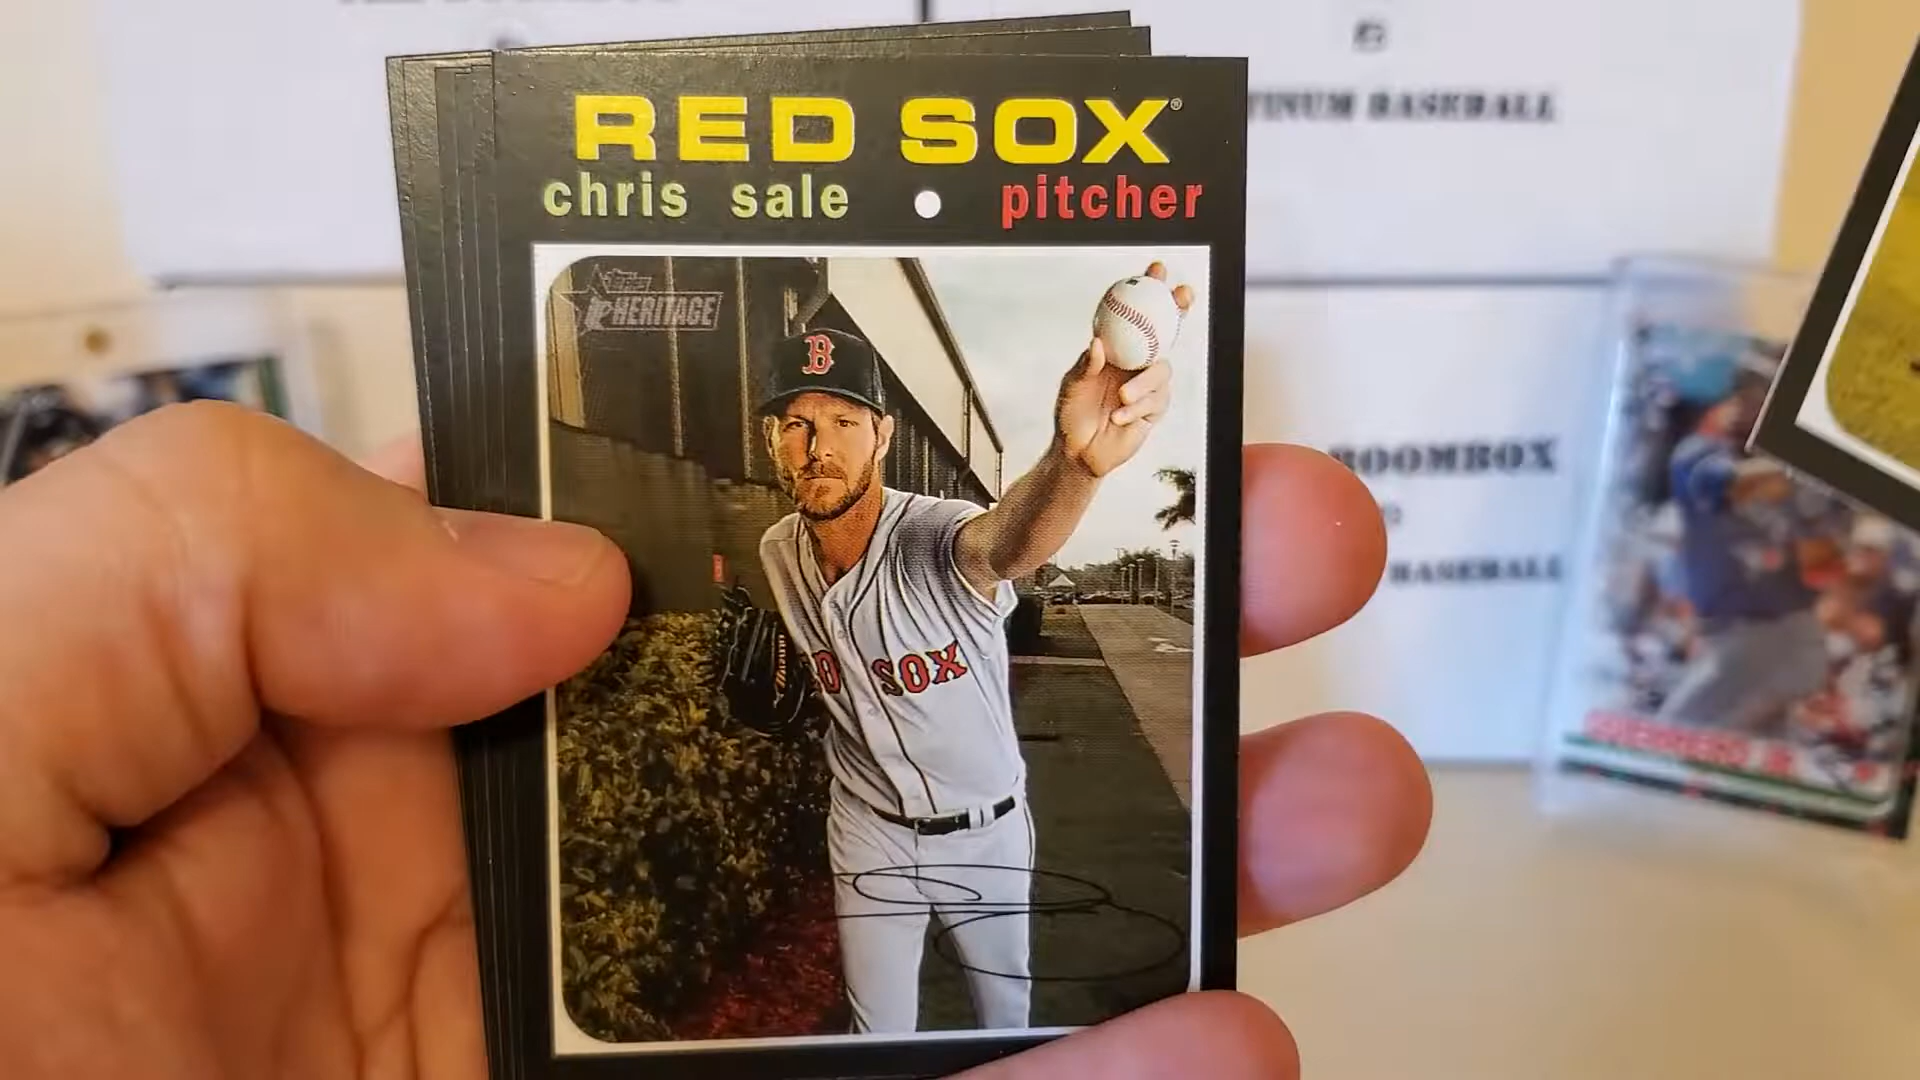 RED SOX®
chris sale • pitcher
Topps
HERITAGE
B
SOX
TINUM BASEBALL
BOOMBOX
BASEBALL